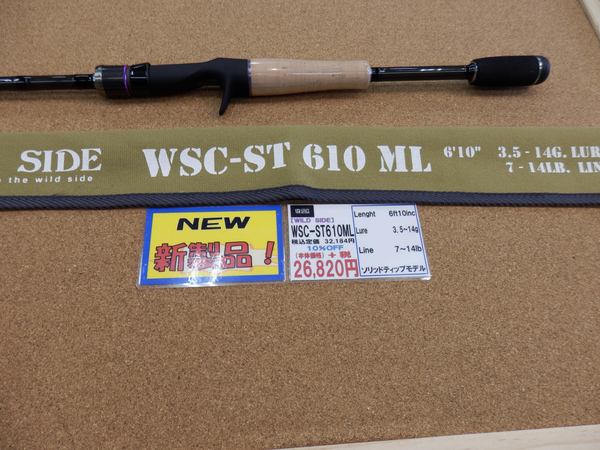 SIDE
the wild side
WSC-ST 610 ML
6'10"
3.5 - 14G. LUR
7 - 14LB. LIN
NEW
新製品！
[WILD SIDE]
WSC-ST610ML
税込定価 32,184円
10%OFF
(本体価格) + 税
26,820円
Lenght 6ft10inc
Lure 3.5~14g
Line 7~14lb
ソリッドティップモデル